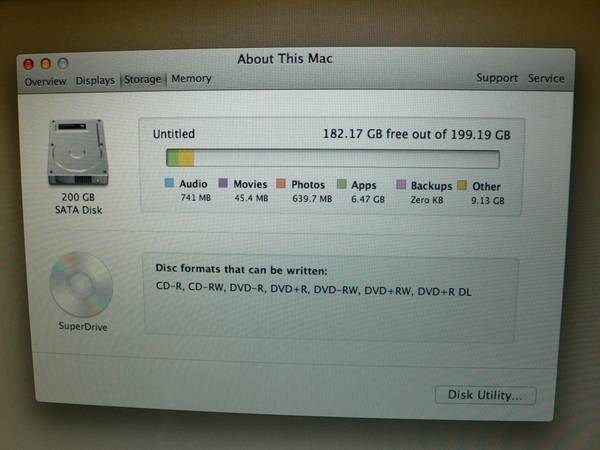 About This Mac
Overview Displays Storage Memory Support Service
Untitled 182.17 GB free out of 199.19 GB
Audio Movies Photos Apps Backups Other
741 MB 45.4 MB 639.7 MB 6.47 GB Zero KB 9.13 GB
200 GB
SATA Disk
Disc formats that can be written:
CD-R, CD-RW, DVD-R, DVD+R, DVD-RW, DVD+RW, DVD+R DL
SuperDrive
Disk Utility...